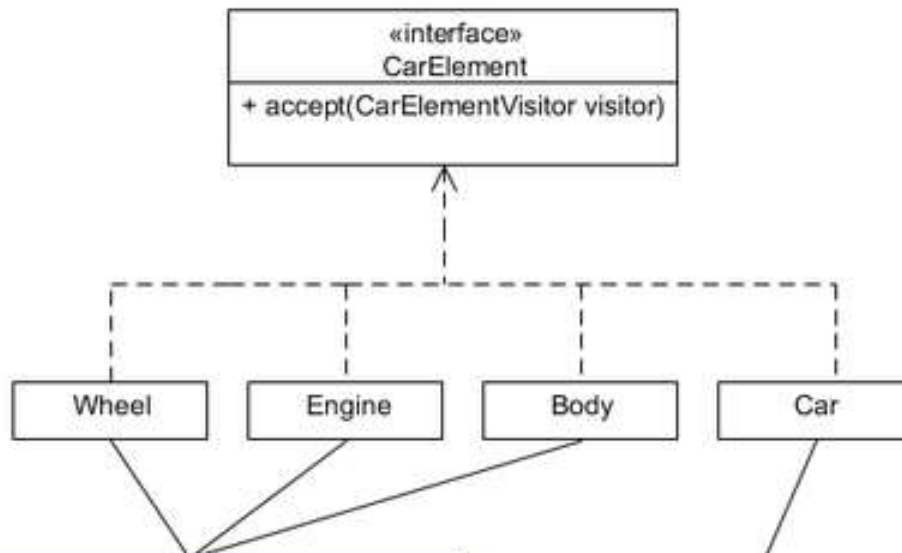 «interface»
CarElement
+ accept(CarElementVisitor visitor)
Wheel
Engine
Body
Car